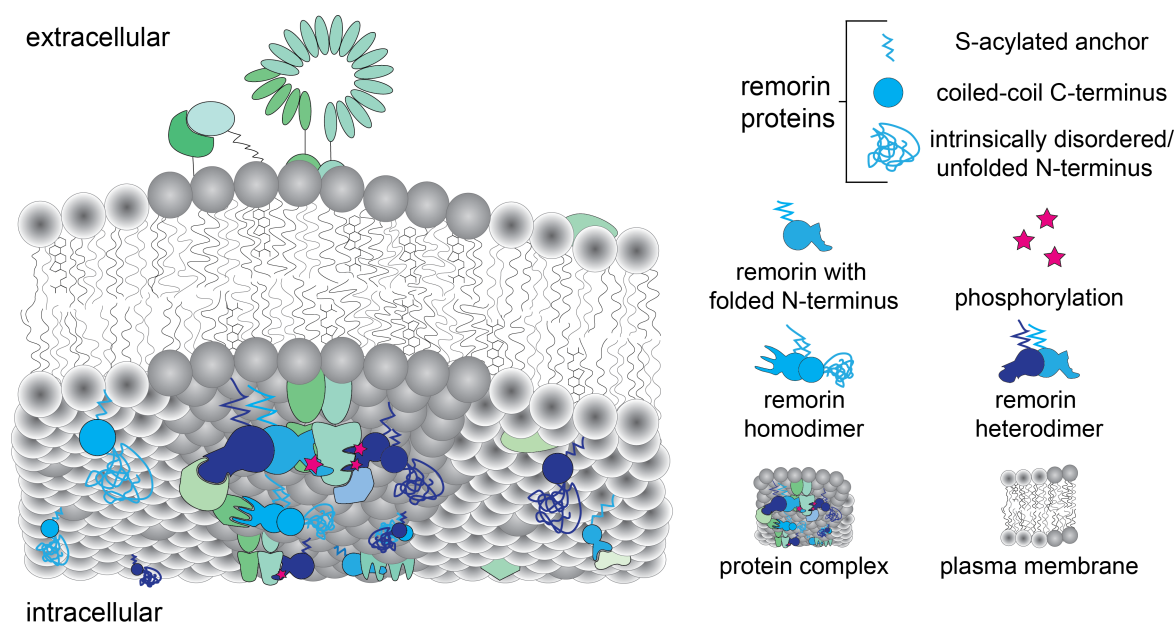 extracellular
remorin
proteins
S-acylated anchor
coiled-coil C-terminus
intrinsically disordered/
unfolded N-terminus
remorin with
folded N-terminus
phosphorylation
remorin
homodimer
remorin
heterodimer
protein complex
plasma membrane
intracellular